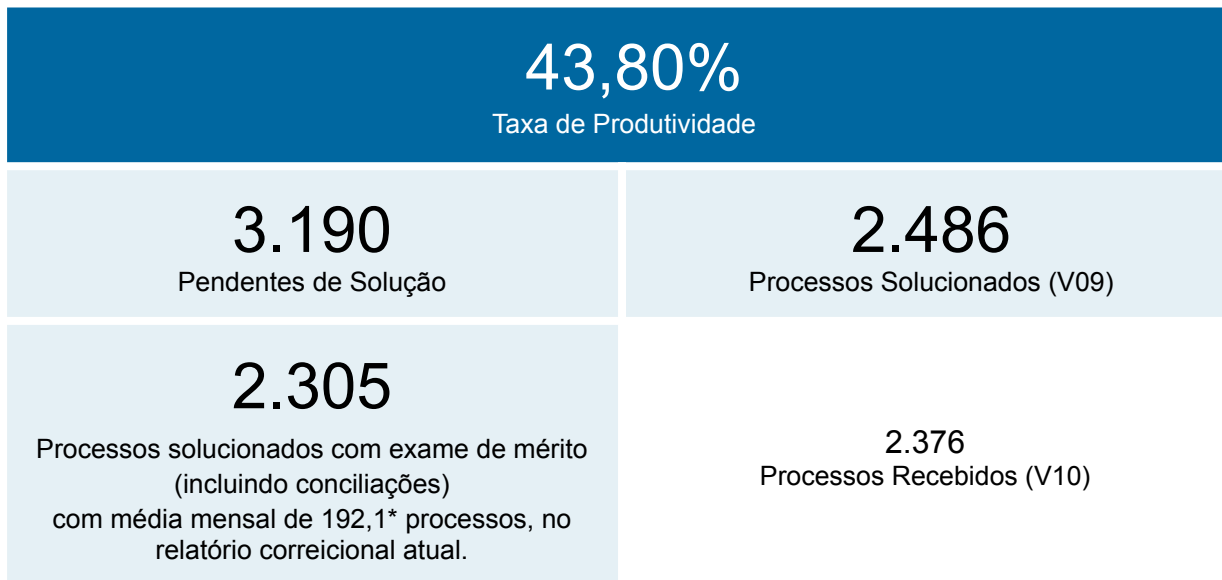 43,80%
Taxa de Produtividade
3.190
Pendentes de Solução
2.486
Processos Solucionados (V09)
2.305
Processos solucionados com exame de mérito
(incluindo conciliações)
com média mensal de 192,1* processos, no
relatório correicional atual.
2.376
Processos Recebidos (V10)